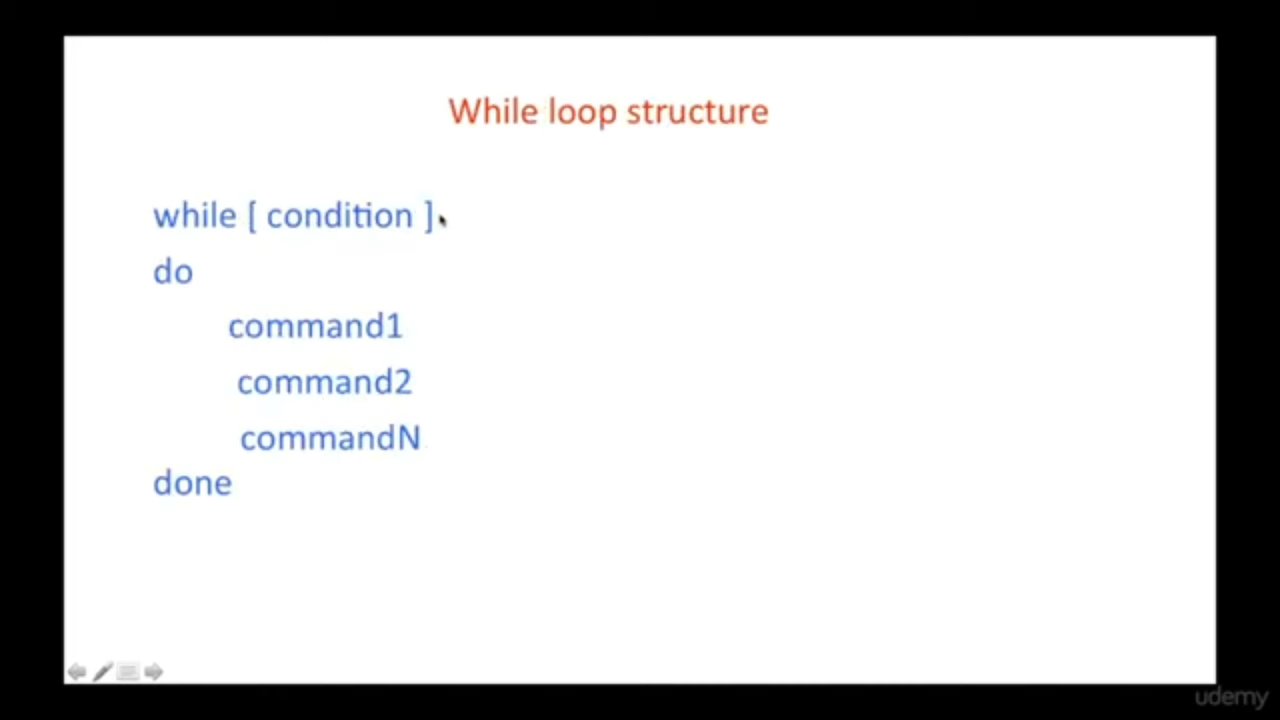 While loop structure
while [ condition ]
do
command1
command2
commandN
done
udemy